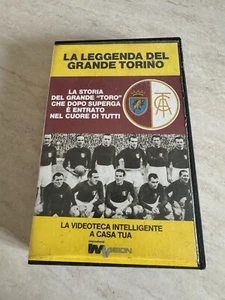 LA LEGGENDA DEL
GRANDE TORINO
LA STORIA
DEL GRANDE "TORO"
CHE DOPO SUPERGA
È ENTRATO
NEL CUORE DI TUTTI
LA VIDEOTECA INTELLIGENTE
A CASA TUA